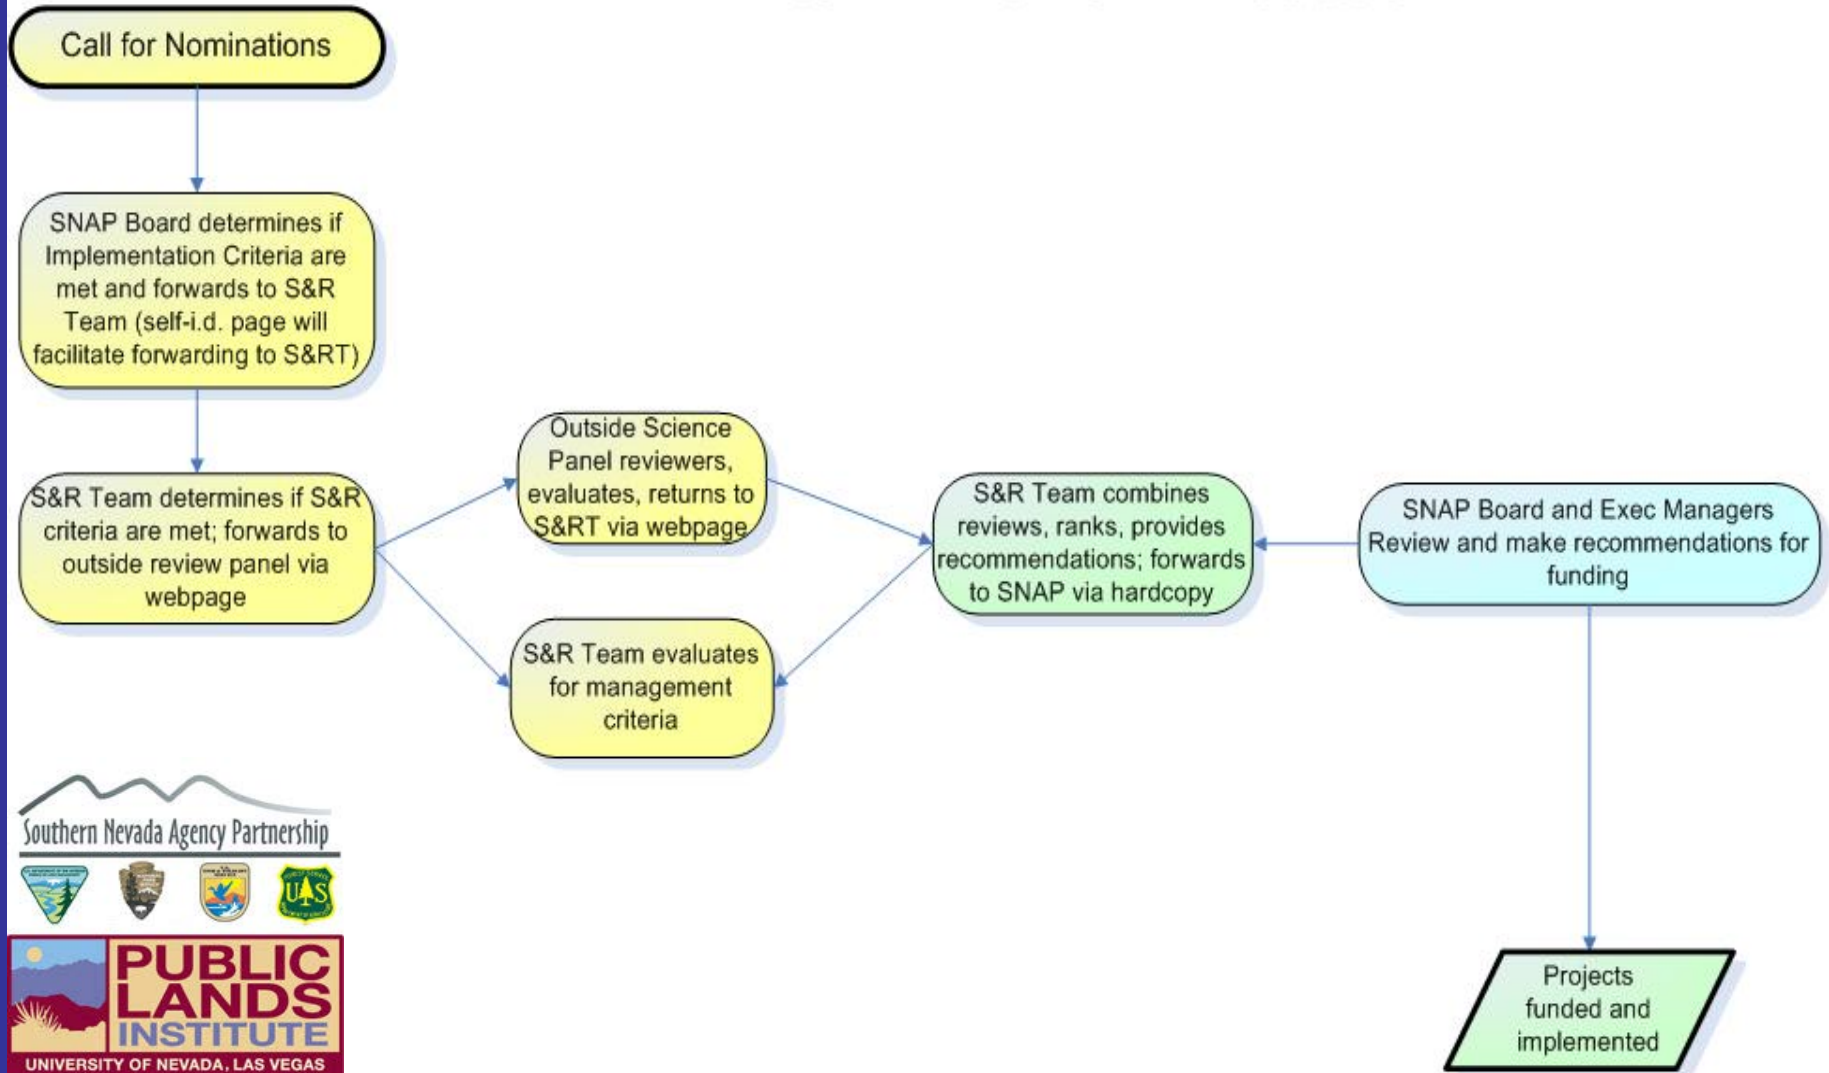 Call for Nominations
SNAP Board determines if
Implementation Criteria are
met and forwards to S&R
Team (self-i.d. page will
facilitate forwarding to S&RT)
S&R Team determines if S&R
criteria are met; forwards to
outside review panel via
webpage
Outside Science
Panel reviewers,
evaluates, returns to
S&RT via webpage
S&R Team evaluates
for management
criteria
S&R Team combines
reviews, ranks, provides
recommendations; forwards
to SNAP via hardcopy
SNAP Board and Exec Managers
Review and make recommendations for
funding
Projects
funded and
implemented
Southern Nevada Agency Partnership
FOREST SERVICE
UAS
PUBLIC
LANDS
INSTITUTE
UNIVERSITY OF NEVADA, LAS VEGAS